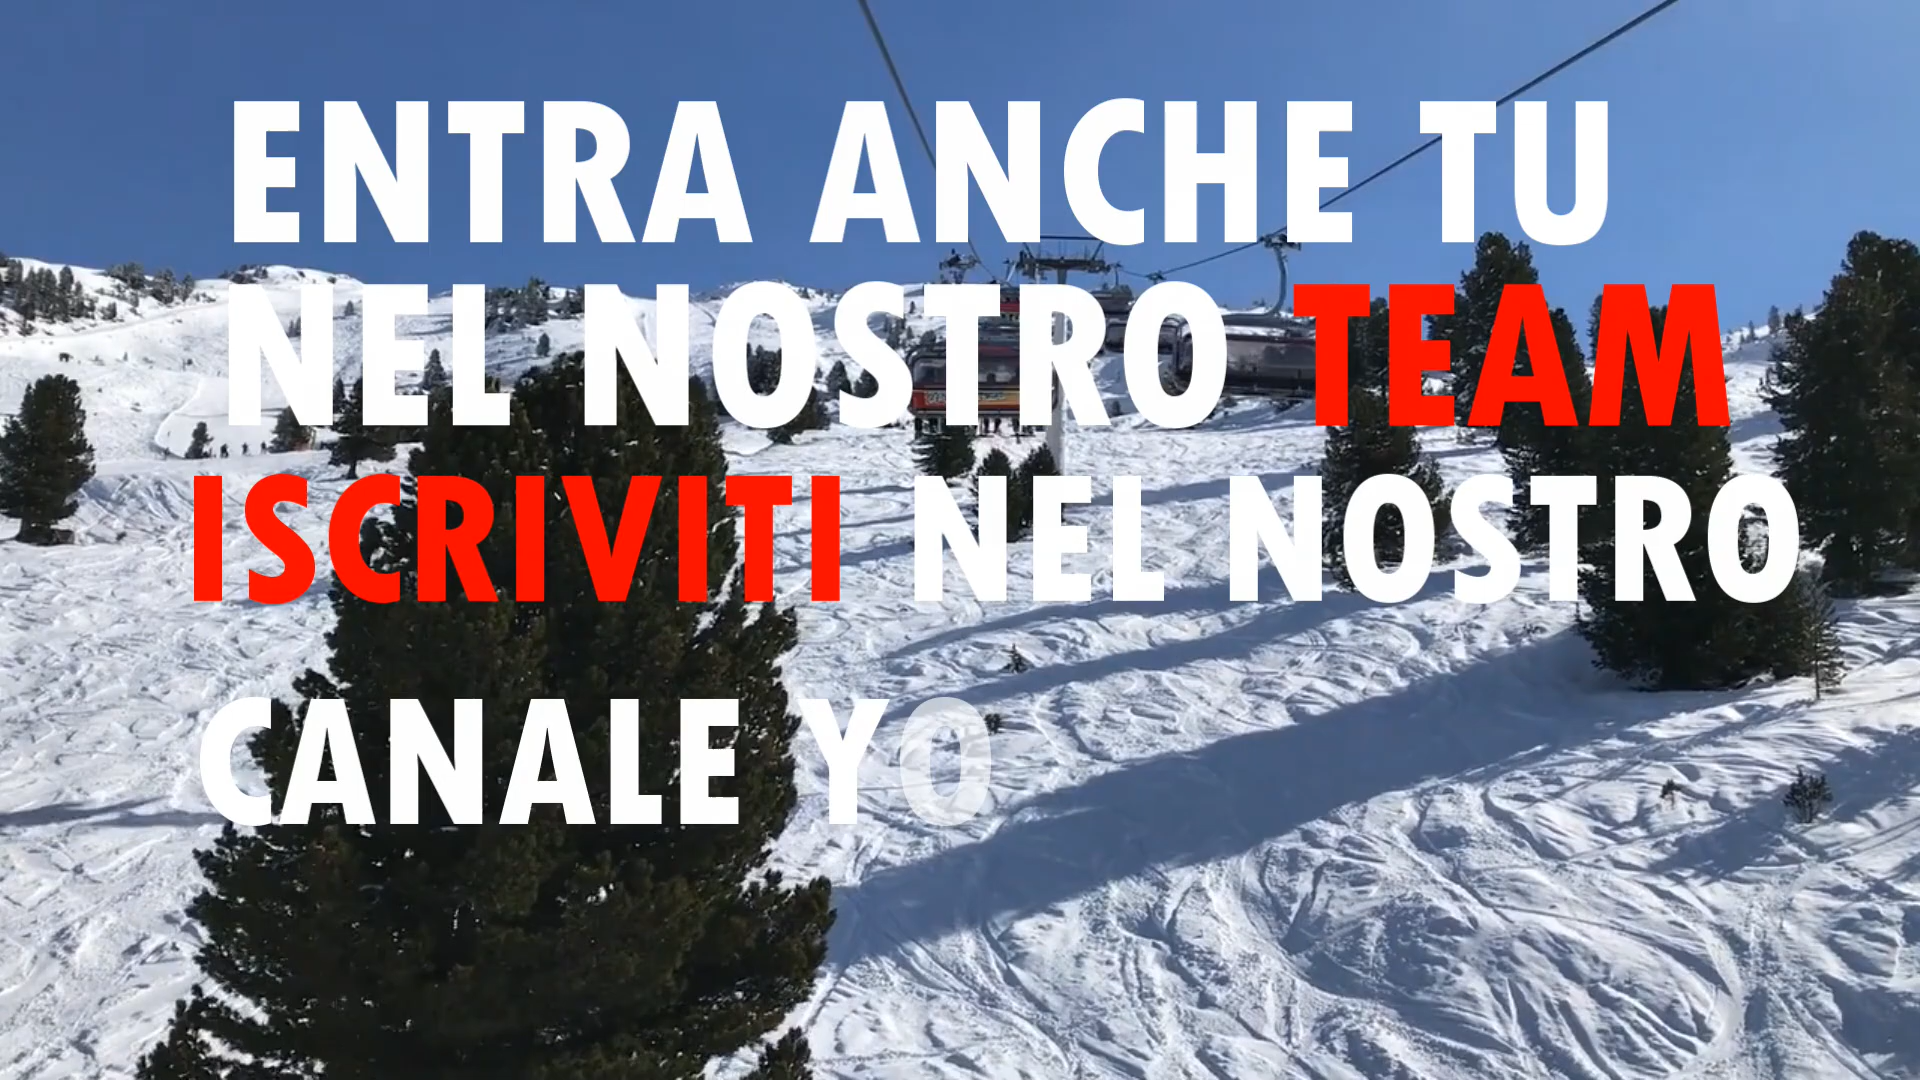 ENTRA ANCHE TU
NEL NOSTRO TEAM
ISCRIVITI NEL NOSTRO
CANALE YO